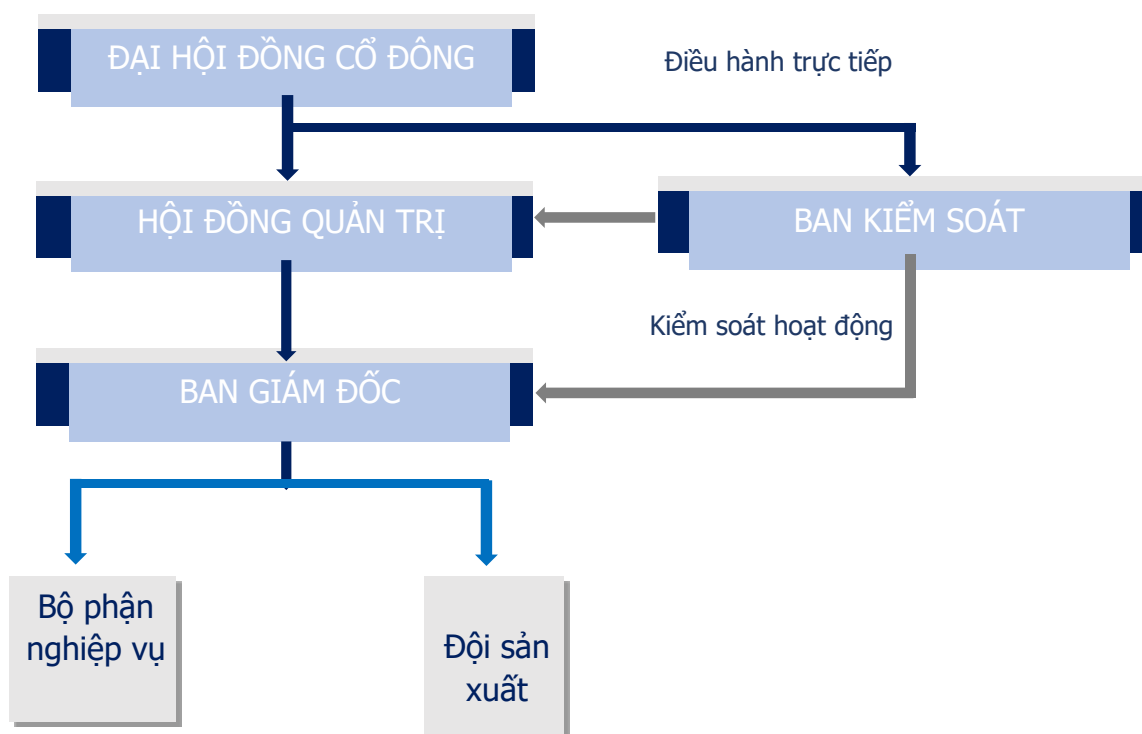 ĐẠI HỘI ĐỒNG CỔ ĐÔNG
Điều hành trực tiếp
HỘI ĐỒNG QUẢN TRỊ
BAN KIỂM SOÁT
Kiểm soát hoạt động
BAN GIÁM ĐỐC
Bộ phận
nghiệp vụ
Đội sản
xuất